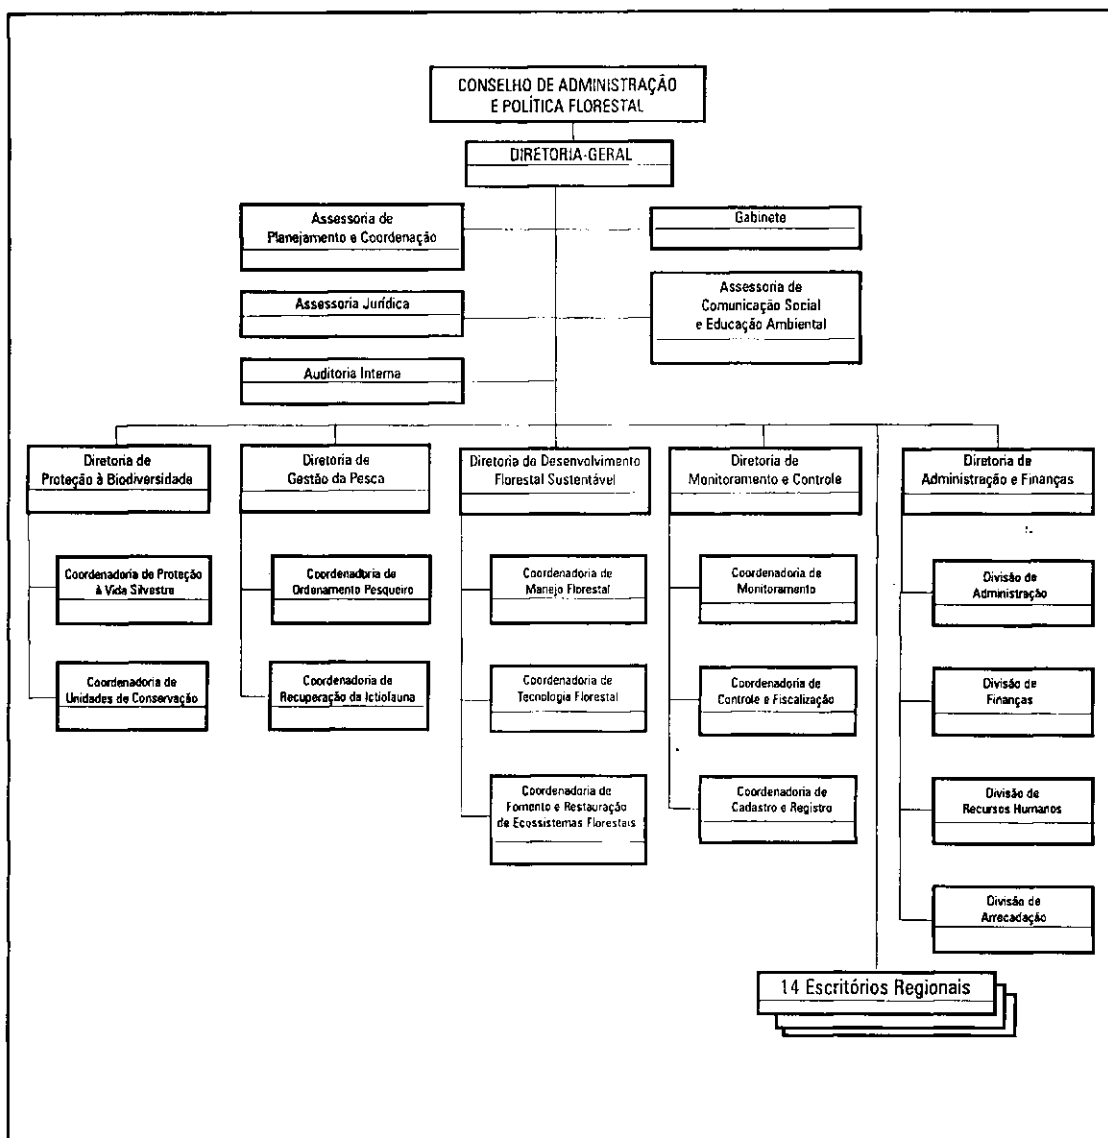 CONSELHO DE ADMINISTRAÇÃO
E POLÍTICA FLORESTAL
DIRETORIA-GERAL
Assessoria de
Planejamento e Coordenação
Gabinete
Assessoria Jurídica
Assessoria de
Comunicação Social
e Educação Ambiental
Auditoria Interna
Diretoria de
Proteção à Biodiversidade
Diretoria de
Gestão da Pesca
Diretoria de Desenvolvimento
Florestal Sustentável
Diretoria de
Monitoramento e Controle
Diretoria de
Administração e Finanças
Coordenadoria de Proteção
à Vida Silvestre
Coordenadoria de
Ordenamento Pesqueiro
Coordenadoria de
Manejo Florestal
Coordenadoria de
Monitoramento
Divisão de
Administração
Coordenadoria de
Unidades de Conservação
Coordenadoria de
Recuperação da Ictiofauna
Coordenadoria de
Tecnologia Florestal
Coordenadoria de
Controle e Fiscalização
Divisão de
Finanças
Coordenadoria de
Fomento e Restauração
de Ecossistemas Florestais
Coordenadoria de
Cadastro e Registro
Divisão de
Recursos Humanos
Divisão de
Arrecadação
14 Escritórios Regionais